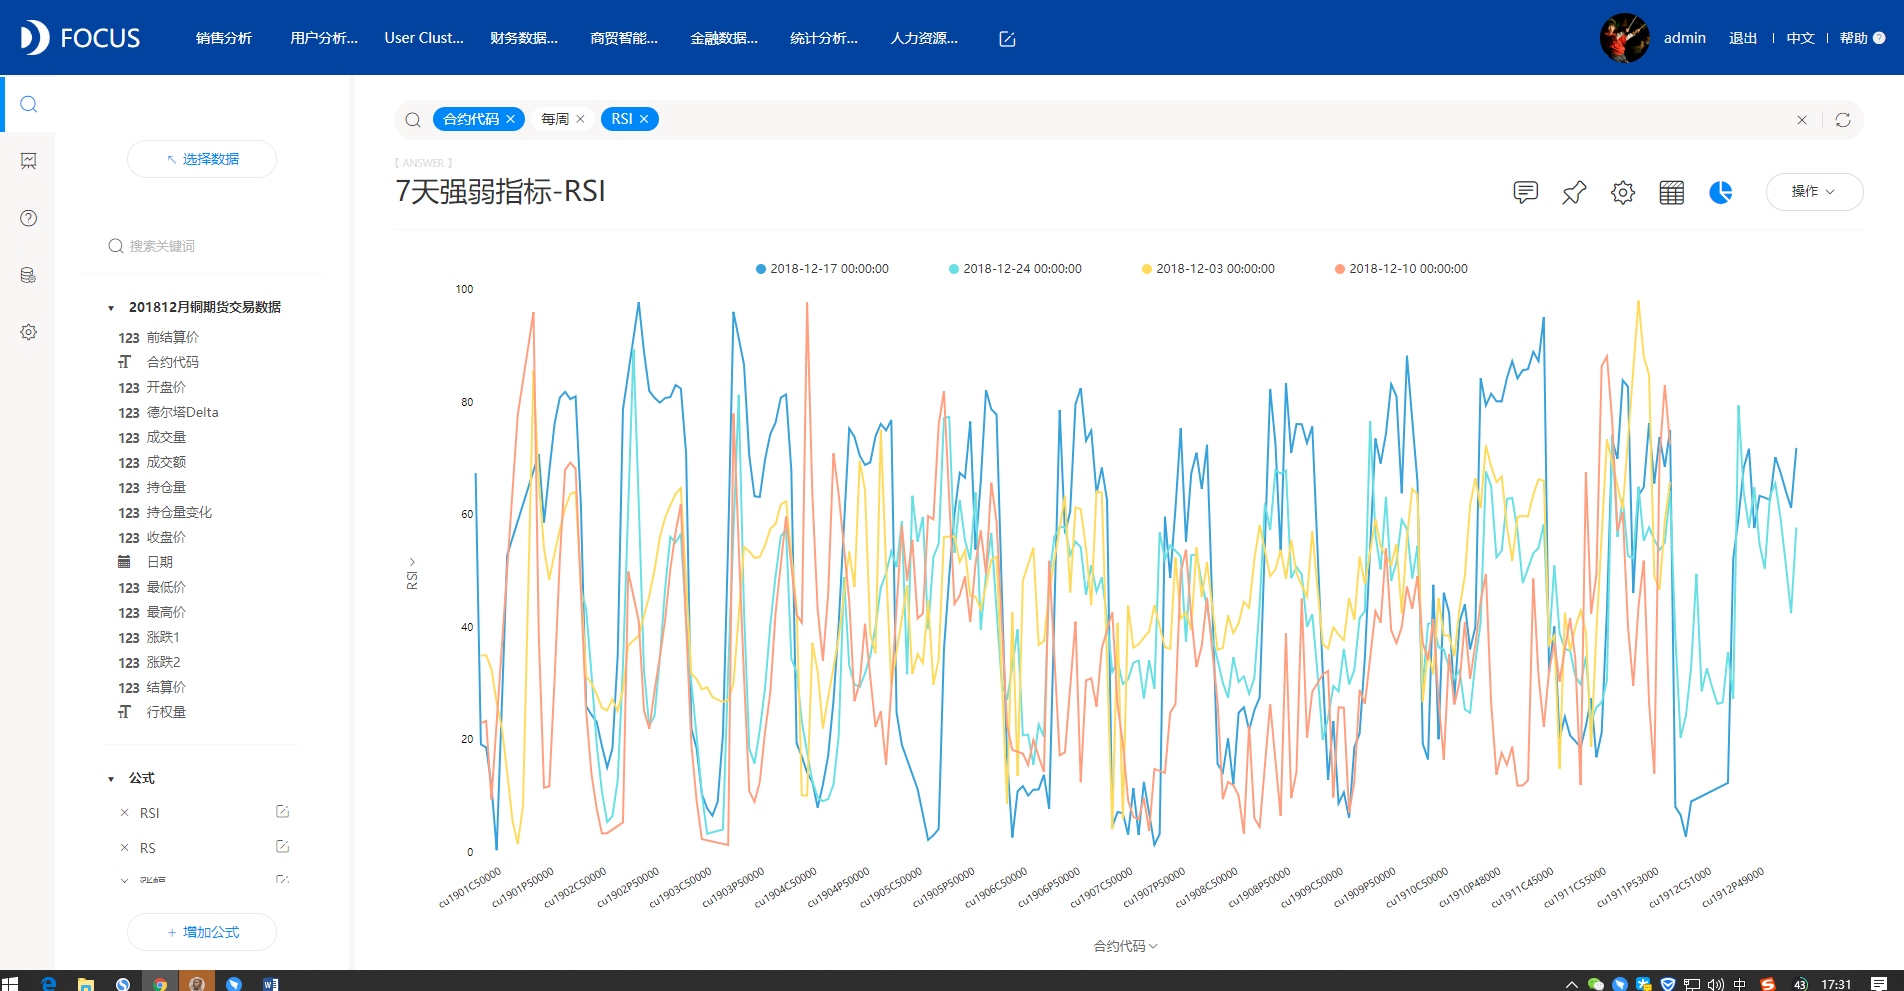 FOCUS
销售分析
用户分析...
User Clust...
财务数据...
商贸智能...
金融数据...
统计分析...
人力资源...
admin
退出
中文
帮助
选择数据
搜索关键词
201812月铜期货交易数据
123 前结算价
合约代码
123 开盘价
123 德尔塔Delta
123 成交量
123 成交额
123 持仓量
123 持仓量变化
123 收盘价
日期
123 最低价
123 最高价
123 涨跌1
123 涨跌2
123 结算价
行权量
公式
RSI
RS
涨幅
+ 增加公式
合约代码 ×
每周 ×
RSI ×
[ ANSWER ]
7天强弱指标-RSI
操作
2018-12-17 00:00:00
2018-12-24 00:00:00
2018-12-03 00:00:00
2018-12-10 00:00:00
100
80
60
40
20
0
RSI
cu1901C50000
cu1901P50000
cu1902C50000
cu1902P50000
cu1903C50000
cu1903P50000
cu1904C50000
cu1904P50000
cu1905C50000
cu1905P50000
cu1906C50000
cu1906P50000
cu1907C50000
cu1907P50000
cu1908C50000
cu1908P50000
cu1909C50000
cu1909P50000
cu1910C50000
cu1910P48000
cu1911C45000
cu1911C55000
cu1911P53000
cu1912C51000
cu1912P49000
合约代码
中
43
17:31